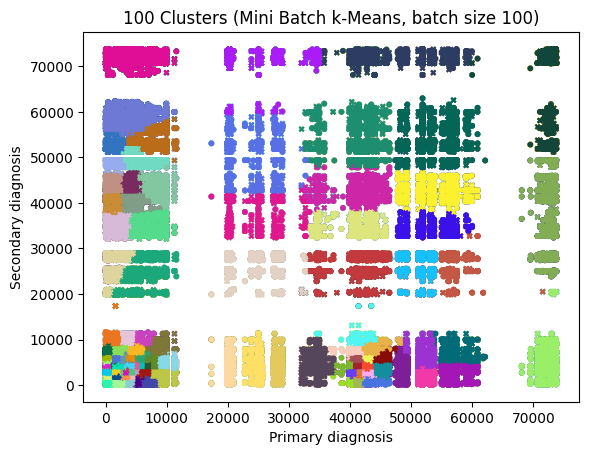 100 Clusters (Mini Batch k-Means, batch size 100)
Secondary diagnosis
70000
60000
50000
40000
30000
20000
10000
0
0 10000 20000 30000 40000 50000 60000 70000
Primary diagnosis